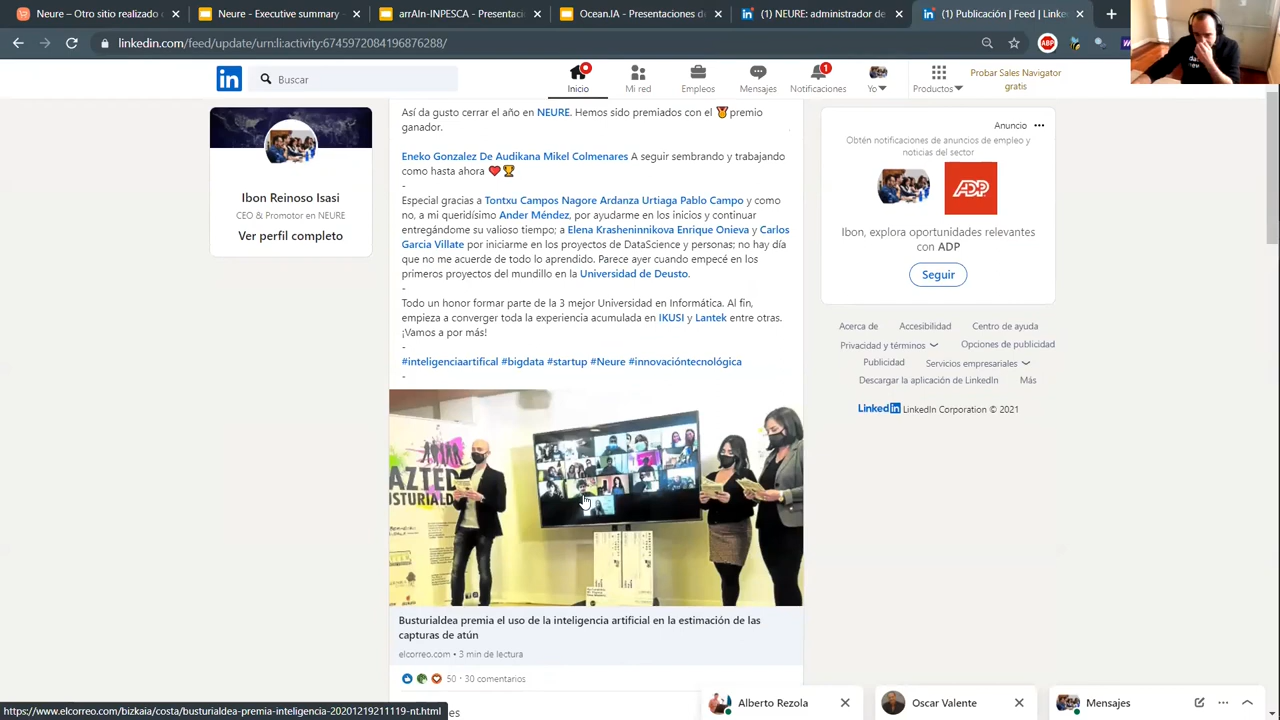 Neure - Otro sitio realizado c
Neure - Executive summary
arrAIn-INPESCA - Presentaci
Ocean.IA - Presentaciones d
(1) NEURE: administrador de
(1) Publicación | Feed | Linke
linkedin.com/feed/update/urn:li:activity:6745972084196876288/
ABP
in
Buscar
Inicio
Mi red
Empleos
Mensajes
1
Notificaciones
Yo
Productos
Probar Sales Navigator
gratis
Ibon Reinoso Isasi
CEO & Promotor en NEURE
Ver perfil completo
Así da gusto cerrar el año en NEURE. Hemos sido premiados con el premio
ganador.
Eneko Gonzalez De Audikana Mikel Colmenares A seguir sembrando y trabajando
como hasta ahora
-
Especial gracias a Tontxu Campos Nagore Ardanza Urtiaga Pablo Campo y como
no, a mi queridísimo Ander Méndez, por ayudarme en los inicios y continuar
entregándome su valioso tiempo; a Elena Krasheninnikova Enrique Onieva y Carlos
Garcia Villate por iniciarme en los proyectos de DataScience y personas; no hay día
que no me acuerde de todo lo aprendido. Parece ayer cuando empecé en los
primeros proyectos del mundillo en la Universidad de Deusto.
-
Todo un honor formar parte de la 3 mejor Universidad en Informática. Al fin,
empieza a converger toda la experiencia acumulada en IKUSI y Lantek entre otras.
¡Vamos a por más!
-
#inteligenciaartifical #bigdata #startup #Neure #innovacióntecnológica
-
AZTED
USTURIALD
Busturialdea premia el uso de la inteligencia artificial en la estimación de las
capturas de atún
elcorreo.com • 3 min de lectura
50 · 30 comentarios
Anuncio
Obtén notificaciones de anuncios de empleo y
noticias del sector
ADP
Ibon, explora oportunidades relevantes
con ADP
Seguir
Acerca de
Accesibilidad
Centro de ayuda
Privacidad y términos
Opciones de publicidad
Publicidad
Servicios empresariales
Descargar la aplicación de LinkedIn
Más
Linked in LinkedIn Corporation © 2021
Alberto Rezola
Oscar Valente
Mensajes
https://www.elcorreo.com/bizkaia/costa/busturialdea-premia-inteligencia-20201219211119-nt.html